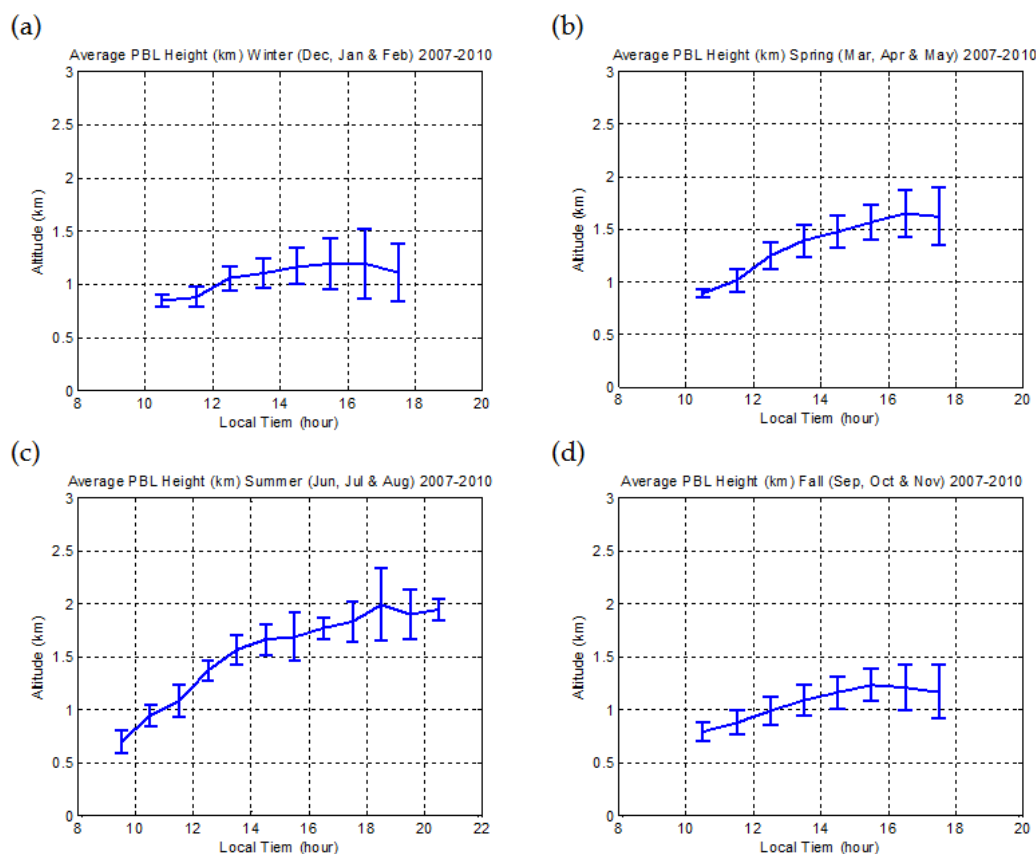 (a)
Average PBL Height (km) Winter (Dec, Jan & Feb) 2007-2010
3
2.5
2
1.5
1
0.5
0
Altitude (km)
8 10 12 14 16 18 20
Local Tiem (hour)
(b)
Average PBL Height (km) Spring (Mar, Apr & May) 2007-2010
3
2.5
2
1.5
1
0.5
0
Altitude (km)
8 10 12 14 16 18 20
Local Tiem (hour)
(c)
Average PBL Height (km) Summer (Jun, Jul & Aug) 2007-2010
3
2.5
2
1.5
1
0.5
0
Altitude (km)
8 10 12 14 16 18 20 22
Local Tiem (hour)
(d)
Average PBL Height (km) Fall (Sep, Oct & Nov) 2007-2010
3
2.5
2
1.5
1
0.5
0
Altitude (km)
8 10 12 14 16 18 20
Local Tiem (hour)